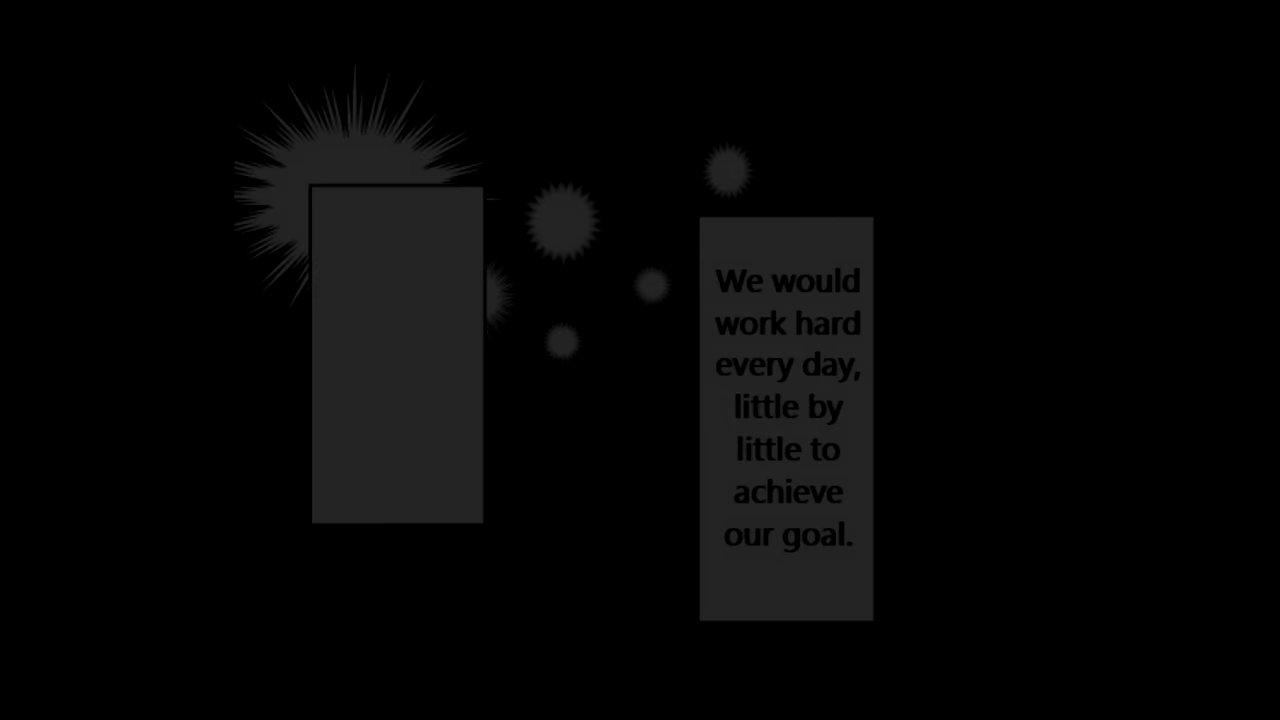 We would
work hard
every day,
little by
little to
achieve
our goal.